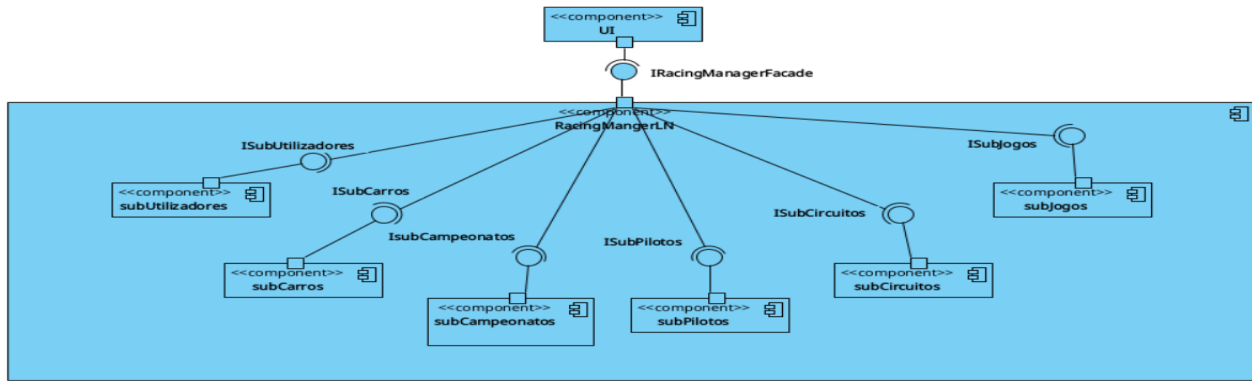 <<component>>
UI
IRacingManagerFacade
<<component>>
RacingMangerLN
ISubUtilizadores
ISubJogos
<<component>>
subUtilizadores
ISubCarros
<<component>>
subJogos
ISubCircuitos
IsubCampeonatos
ISubPilotos
<<component>>
subCarros
<<component>>
subCircuitos
<<component>>
subCampeonatos
<<component>>
subPilotos